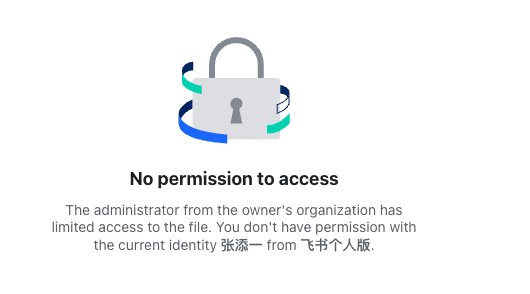 No permission to access
The administrator from the owner's organization has
limited access to the file. You don't have permission with
the current identity 张添一 from 飞书个人版.